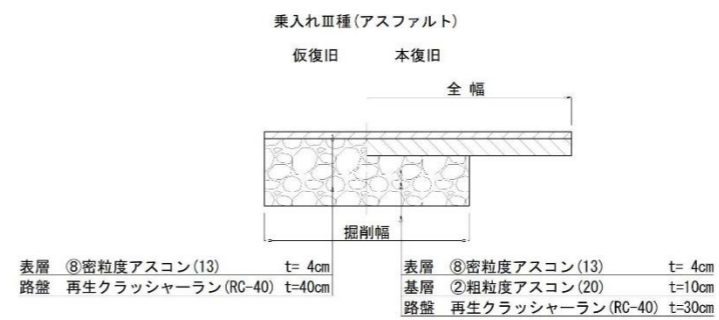 乗入れⅢ種(アスファルト)
仮復旧 本復旧
全 幅
掘削幅
表層 ⑧密粒度アスコン(13) t= 4cm
路盤 再生クラッシャーラン(RC-40) t=40cm
表層 ⑧密粒度アスコン(13) t= 4cm
基層 ②粗粒度アスコン(20) t=10cm
路盤 再生クラッシャーラン(RC-40) t=30cm